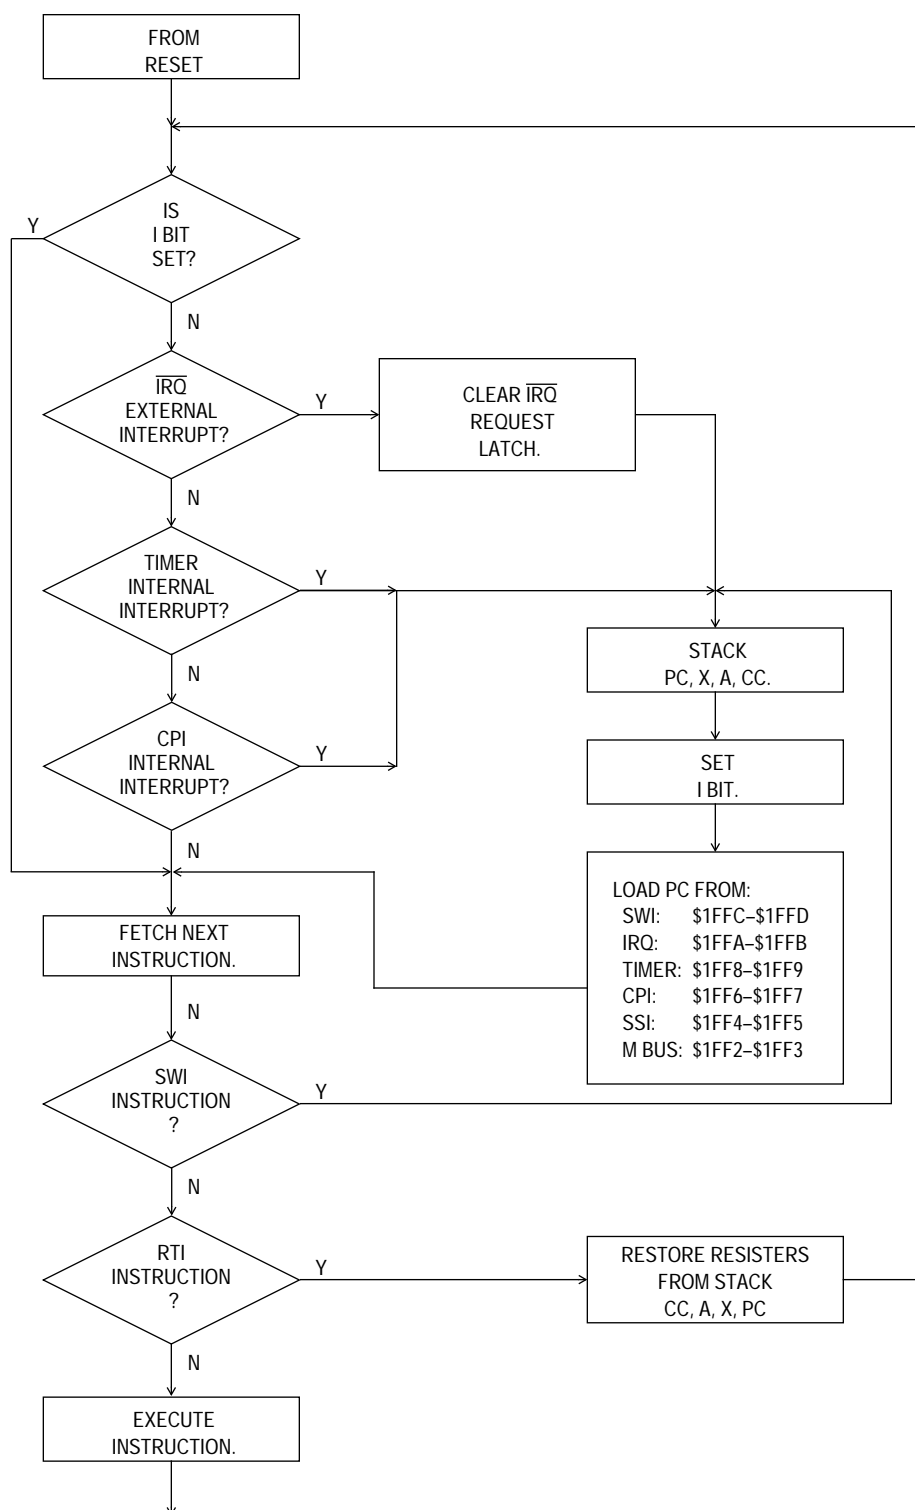 FROM
RESET
IS
I BIT
SET?
Y
N
IRQ
EXTERNAL
INTERRUPT?
Y
CLEAR IRQ
REQUEST
LATCH.
N
TIMER
INTERNAL
INTERRUPT?
Y
STACK
PC, X, A, CC.
N
CPI
INTERNAL
INTERRUPT?
Y
SET
I BIT.
N
LOAD PC FROM:
SWI: $1FFC–$1FFD
IRQ: $1FFA–$1FFB
TIMER: $1FF8–$1FF9
CPI: $1FF6–$1FF7
SSI: $1FF4–$1FF5
M BUS: $1FF2–$1FF3
FETCH NEXT
INSTRUCTION.
N
SWI
INSTRUCTION
?
Y
N
RTI
INSTRUCTION
?
Y
RESTORE RESISTERS
FROM STACK
CC, A, X, PC
N
EXECUTE
INSTRUCTION.